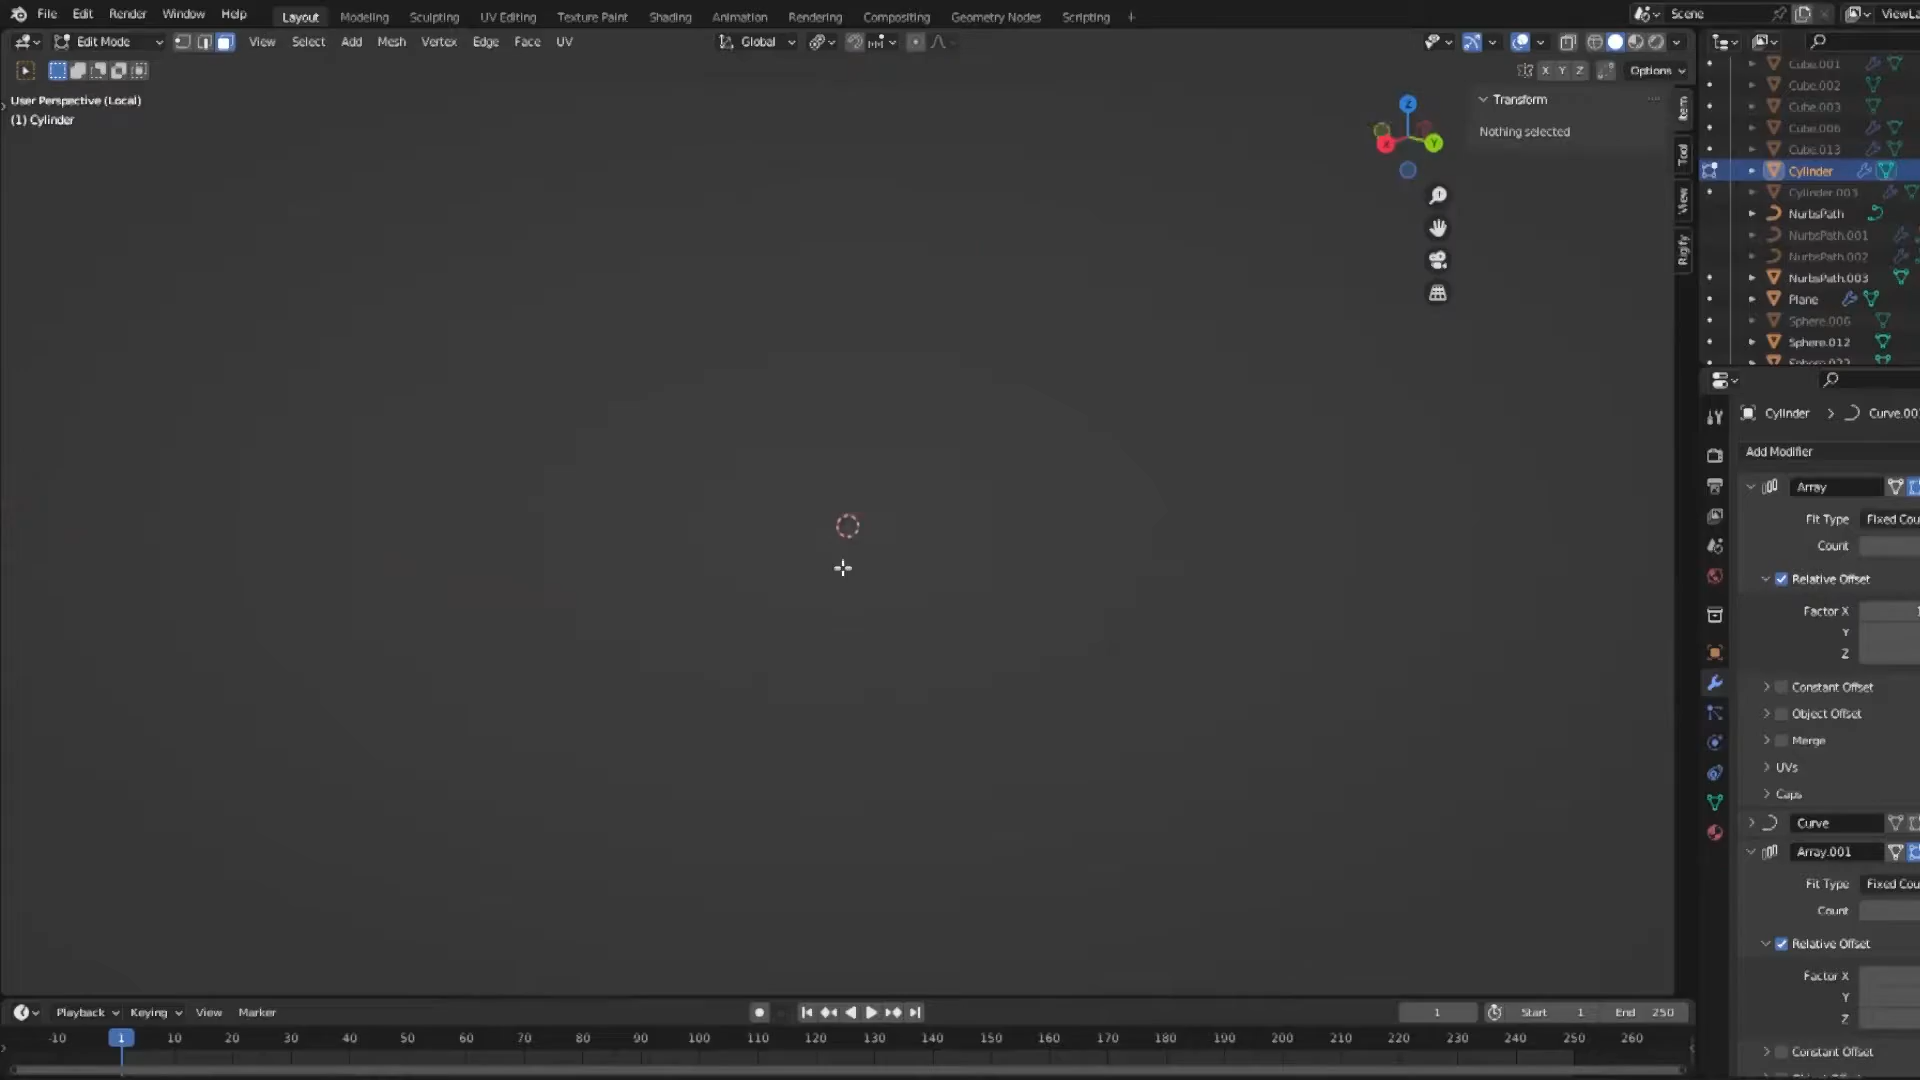 File Edit Render Window Help Layout Modeling Sculpting UV Editing Texture Paint Shading Animation Rendering Compositing Geometry Nodes Scripting + Scene
Edit Mode View Select Add Mesh Vertex Edge Face UV Global
X Y Z Options
User Perspective (Local)
(1) Cylinder
Transform
Nothing selected
Z
X
Y
Item
Tool
View
Rigify
Cube.001
Cube.002
Cube.003
Cube.006
Cube.013
Cylinder
Cylinder.003
NurbsPath
NurbsPath.001
NurbsPath.002
NurbsPath.003
Plane
Sphere.006
Sphere.012
Cylinder > Curve.00
Add Modifier
Array
Fit Type Fixed Cou
Count
Relative Offset
Factor X 1
Y
Z
Constant Offset
Object Offset
Merge
UVs
Caps
Curve
Array.001
Fit Type Fixed Cou
Count
Relative Offset
Factor X
Y
Z
Constant Offset
Playback Keying View Marker 1 Start 1 End 250
-10 1 10 20 30 40 50 60 70 80 90 100 110 120 130 140 150 160 170 180 190 200 210 220 230 240 250 260